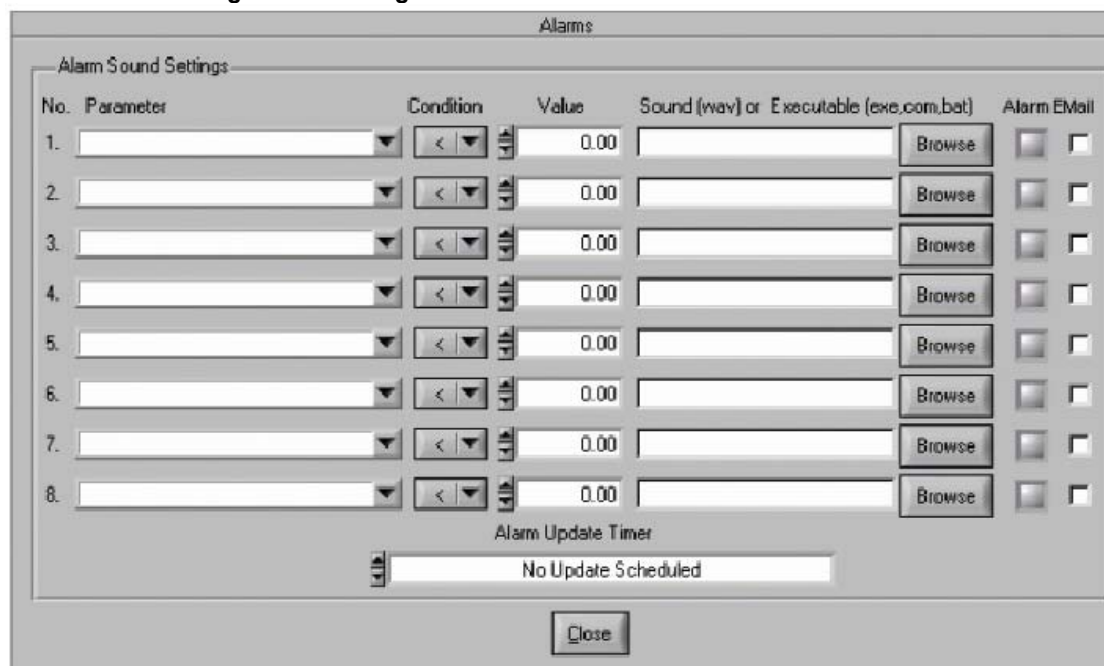 Alarms
Alarm Sound Settings
No. Parameter Condition Value Sound (wav) or Executable (exe,com,bat) Alarm EMail
1. < 0.00 Browse
2. < 0.00 Browse
3. < 0.00 Browse
4. < 0.00 Browse
5. < 0.00 Browse
6. < 0.00 Browse
7. < 0.00 Browse
8. < 0.00 Browse
Alarm Update Timer
No Update Scheduled
Close